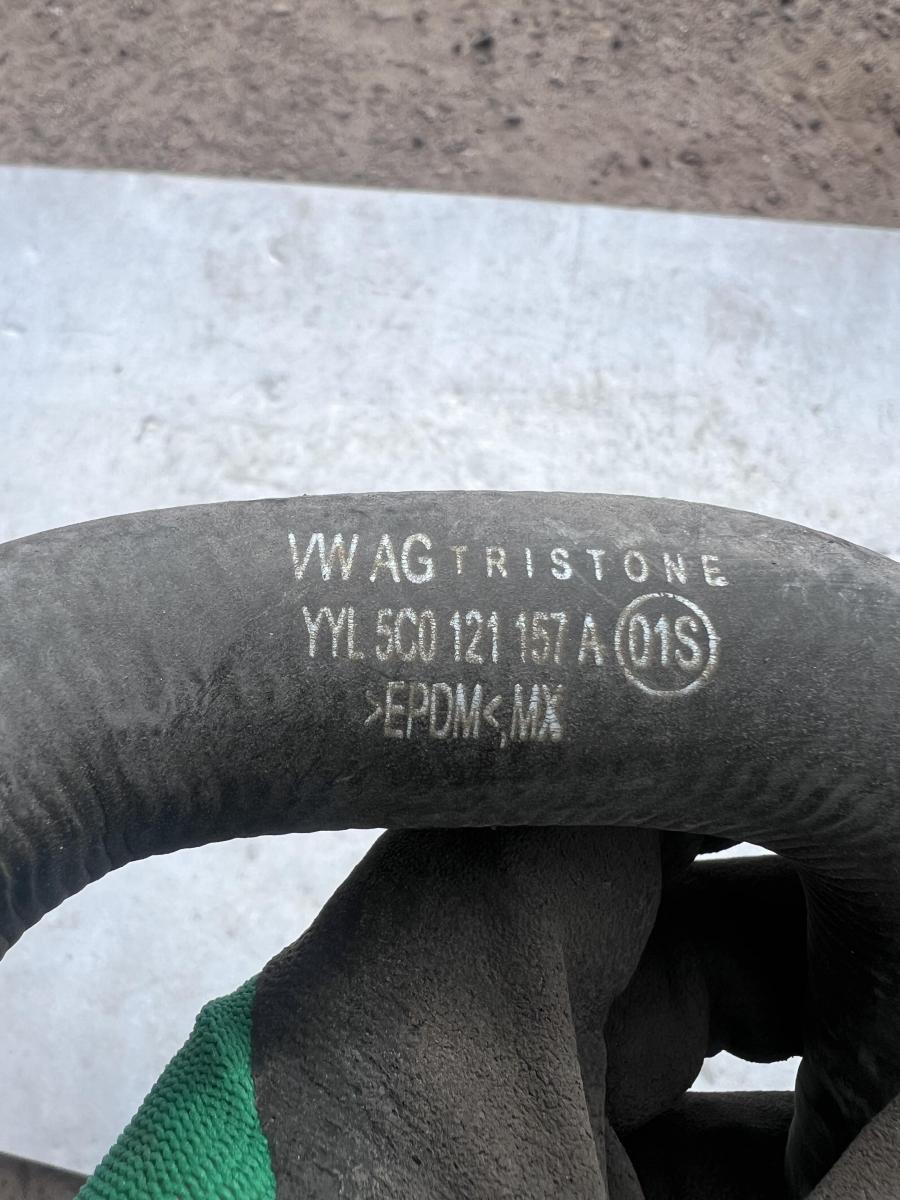 VW AG TRISTONE
YYL 5C0 121 157 A 01S
>EPDM<, MX